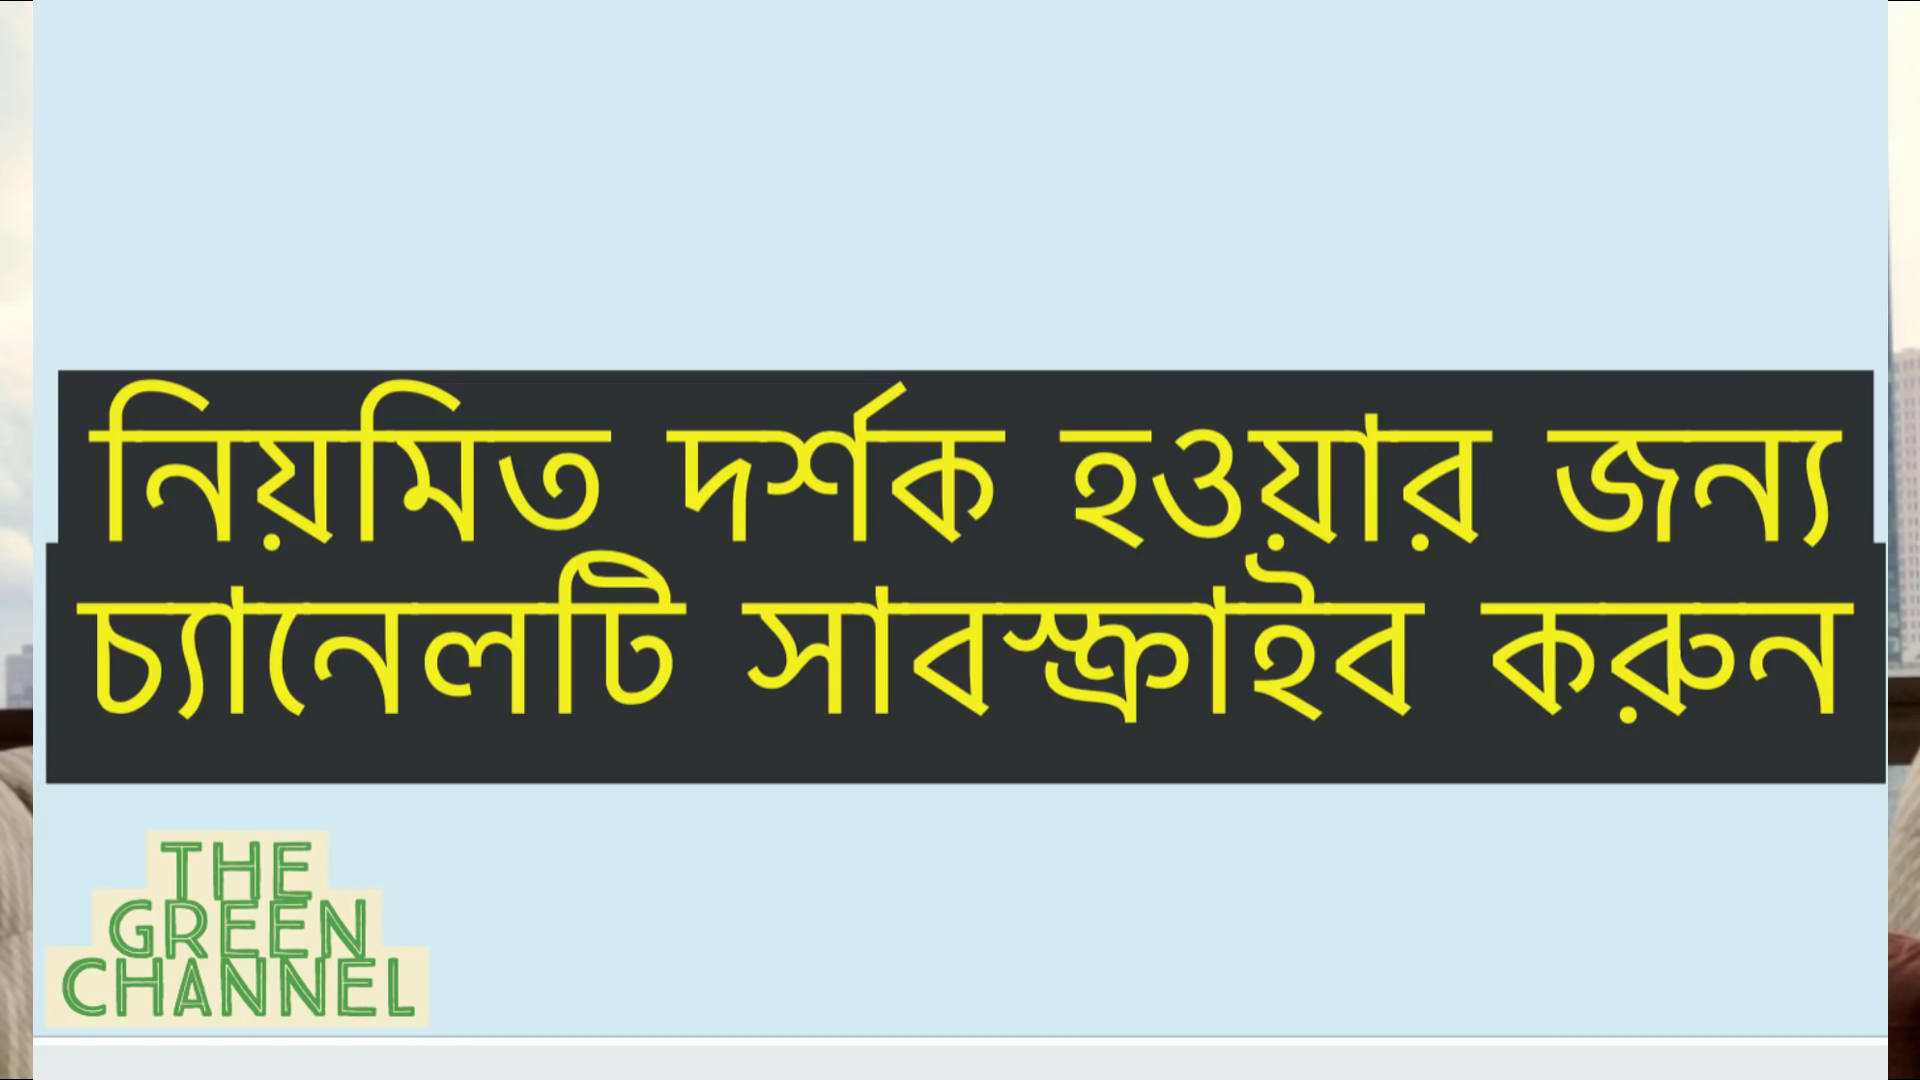 নিয়মিত দর্শক হওয়ার জন্য
চ্যানেলটি সাবস্ক্রাইব করুন
THE
GREEN
CHANNEL